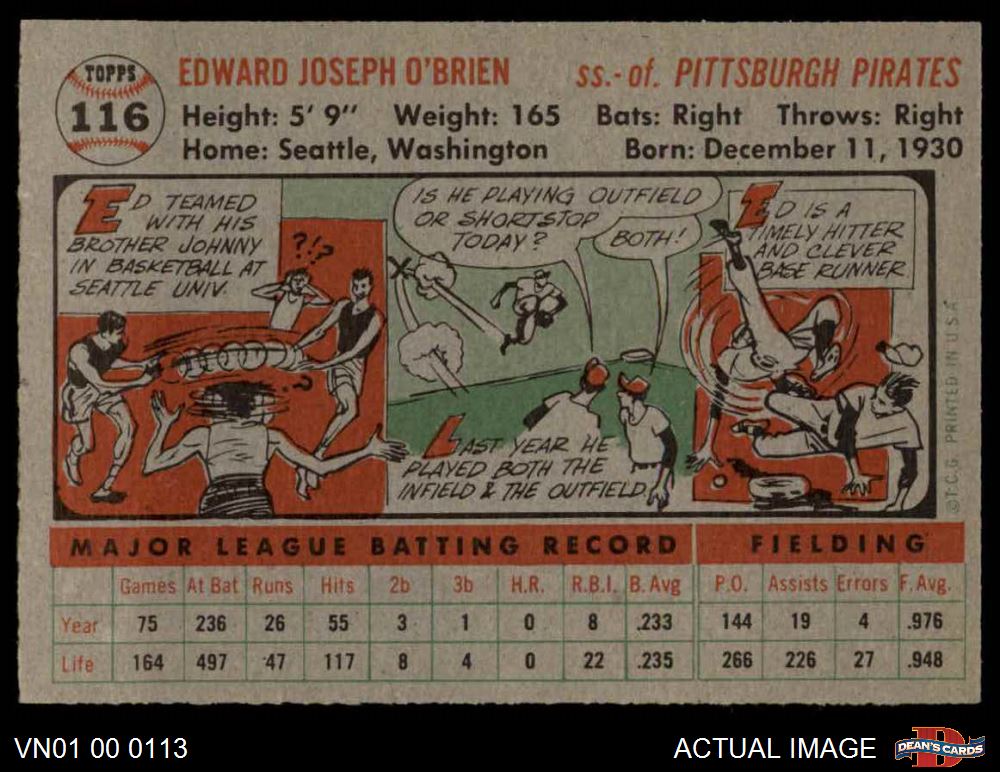 TOPPS
116
EDWARD JOSEPH O'BRIEN ss.-of. PITTSBURGH PIRATES
Height: 5' 9" Weight: 165 Bats: Right Throws: Right
Home: Seattle, Washington Born: December 11, 1930
ED TEAMED
WITH HIS
BROTHER JOHNNY
IN BASKETBALL AT
SEATTLE UNIV.
?!?
?
IS HE PLAYING OUTFIELD
OR SHORTSTOP
TODAY?
BOTH!
LAST YEAR HE
PLAYED BOTH THE
INFIELD & THE OUTFIELD.
ED IS A
TIMELY HITTER
AND CLEVER
BASE RUNNER.
©T.C.G. PRINTED IN U.S.A.
MAJOR LEAGUE BATTING RECORD FIELDING
Games At Bat Runs Hits 2b 3b H.R. R.B.I. B. Avg P.O. Assists Errors F. Avg.
Year 75 236 26 55 3 1 0 8 .233 144 19 4 .976
Life 164 497 47 117 8 4 0 22 .235 266 226 27 .948
VN01 00 0113 ACTUAL IMAGE
D
DEAN'S CARDS